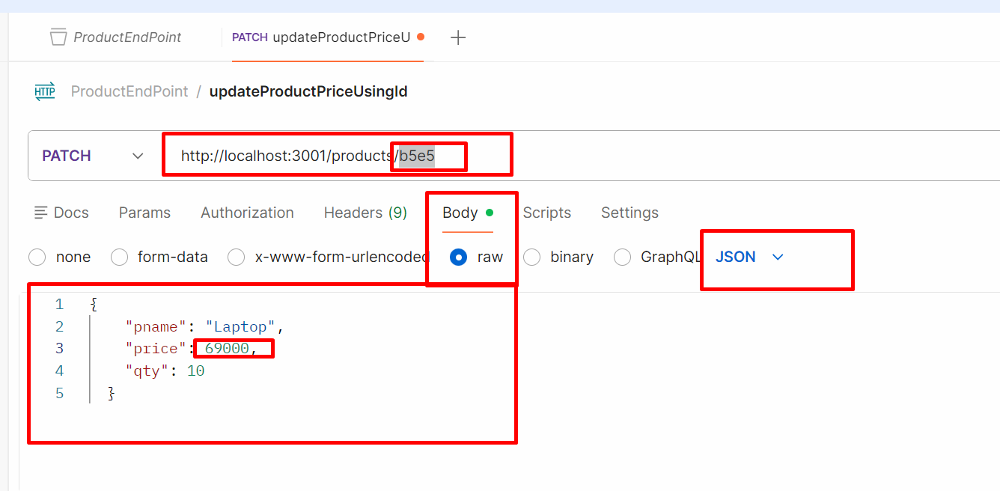 ProductEndPoint PATCH updateProductPriceU
HTTP ProductEndPoint / updateProductPriceUsingId
PATCH http://localhost:3001/products/b5e5
Docs Params Authorization Headers (9) Body Scripts Settings
none form-data x-www-form-urlencoded raw binary GraphQL JSON
1 {
2 "pname": "Laptop",
3 "price": 69000,
4 "qty": 10
5 }